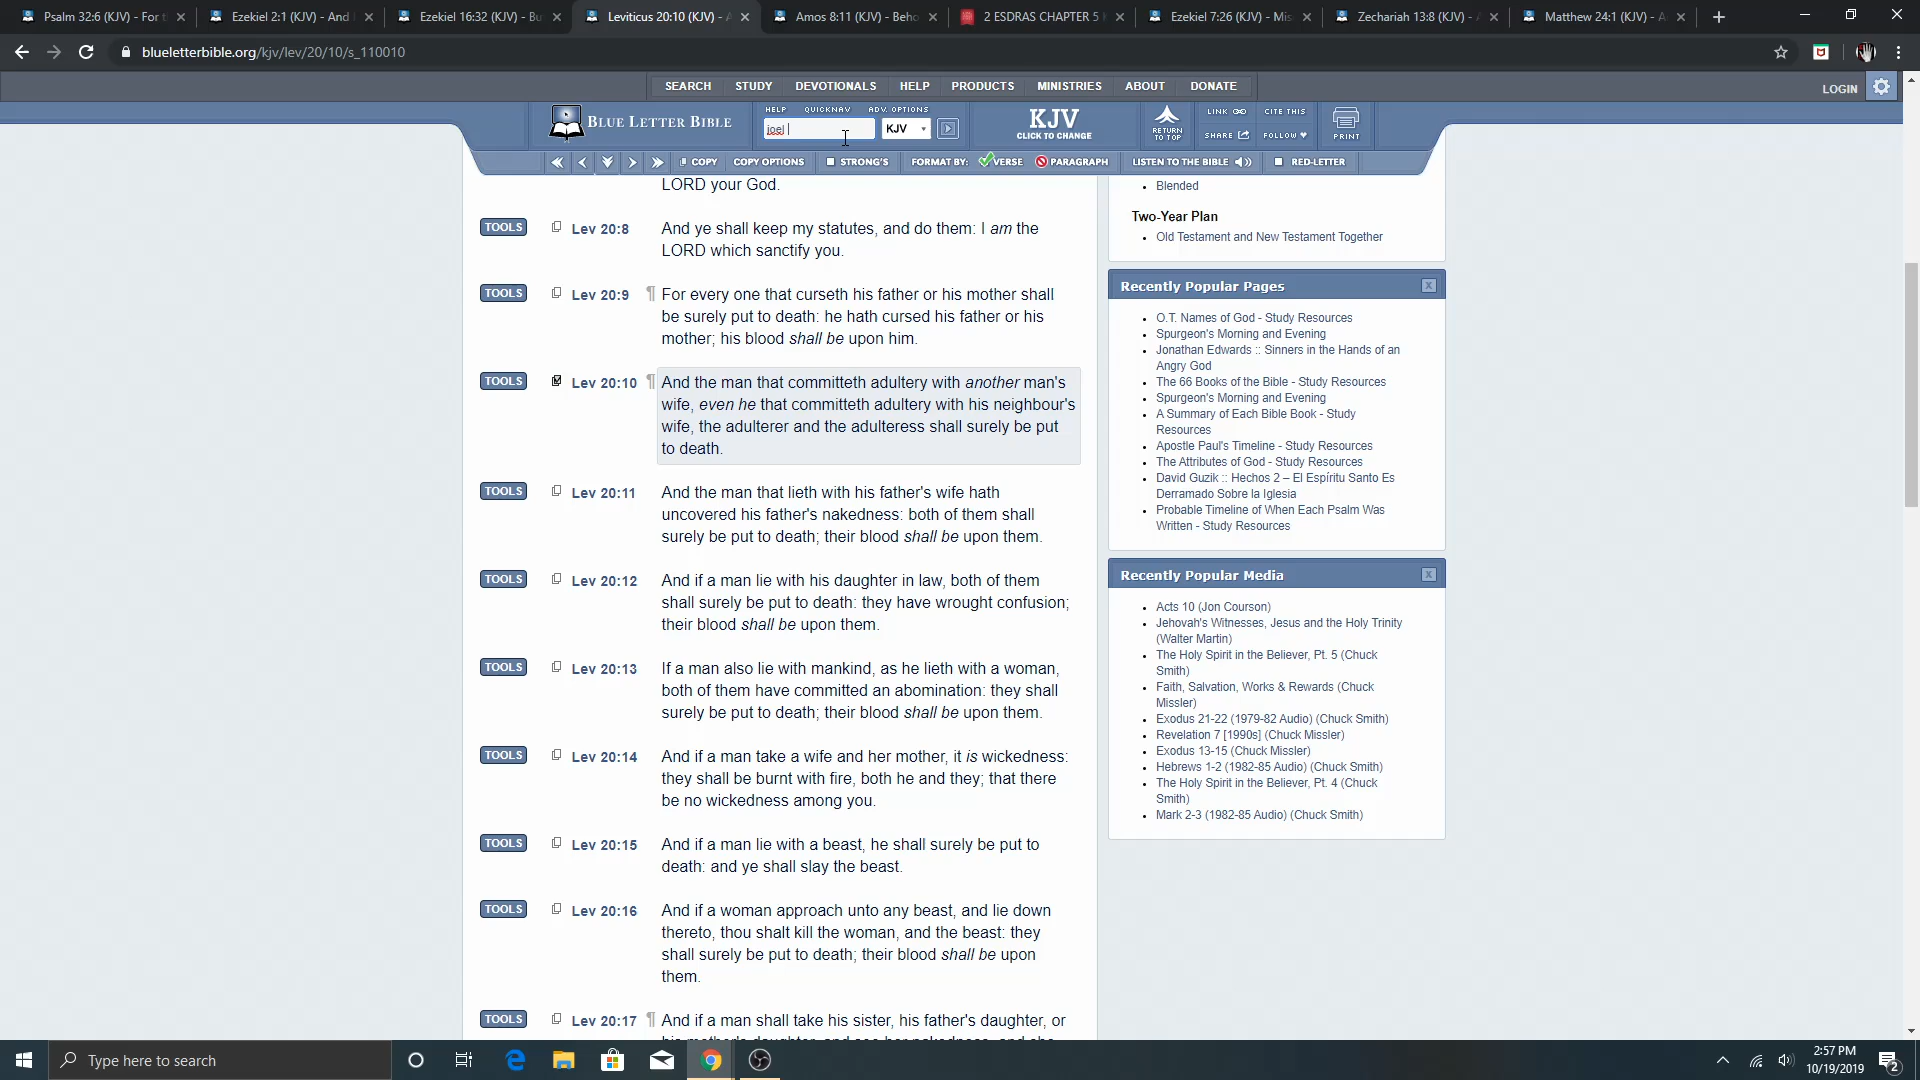 Psalm 32:6 (KJV) - For t
Ezekiel 2:1 (KJV) - And
Ezekiel 16:32 (KJV) - Bu
Leviticus 20:10 (KJV) - A
Amos 8:11 (KJV) - Beho
2 ESDRAS CHAPTER 5
Ezekiel 7:26 (KJV) - Mis
Zechariah 13:8 (KJV) -
Matthew 24:1 (KJV) - A
blueletterbible.org/kjv/lev/20/10/s_110010
SEARCH STUDY DEVOTIONALS HELP PRODUCTS MINISTRIES ABOUT DONATE
LOGIN
BLUE LETTER BIBLE
HELP QUICKNAV ADV. OPTIONS
joel
KJV
KJV
CLICK TO CHANGE
RETURN
TO TOP
LINK CITE THIS
SHARE FOLLOW
PRINT
COPY COPY OPTIONS STRONG'S FORMAT BY: VERSE PARAGRAPH LISTEN TO THE BIBLE RED-LETTER
LORD your God.
TOOLS Lev 20:8 And ye shall keep my statutes, and do them: I am the
LORD which sanctify you.
TOOLS Lev 20:9 ¶ For every one that curseth his father or his mother shall
be surely put to death: he hath cursed his father or his
mother; his blood shall be upon him.
TOOLS Lev 20:10 ¶ And the man that committeth adultery with another man's
wife, even he that committeth adultery with his neighbour's
wife, the adulterer and the adulteress shall surely be put
to death.
TOOLS Lev 20:11 And the man that lieth with his father's wife hath
uncovered his father's nakedness: both of them shall
surely be put to death; their blood shall be upon them.
TOOLS Lev 20:12 And if a man lie with his daughter in law, both of them
shall surely be put to death: they have wrought confusion;
their blood shall be upon them.
TOOLS Lev 20:13 If a man also lie with mankind, as he lieth with a woman,
both of them have committed an abomination: they shall
surely be put to death; their blood shall be upon them.
TOOLS Lev 20:14 And if a man take a wife and her mother, it is wickedness:
they shall be burnt with fire, both he and they; that there
be no wickedness among you.
TOOLS Lev 20:15 And if a man lie with a beast, he shall surely be put to
death: and ye shall slay the beast.
TOOLS Lev 20:16 And if a woman approach unto any beast, and lie down
thereto, thou shalt kill the woman, and the beast: they
shall surely be put to death; their blood shall be upon
them.
TOOLS Lev 20:17 ¶ And if a man shall take his sister, his father's daughter, or
Blended
Two-Year Plan
Old Testament and New Testament Together
Recently Popular Pages
O.T. Names of God - Study Resources
Spurgeon's Morning and Evening
Jonathan Edwards :: Sinners in the Hands of an
Angry God
The 66 Books of the Bible - Study Resources
Spurgeon's Morning and Evening
A Summary of Each Bible Book - Study
Resources
Apostle Paul's Timeline - Study Resources
The Attributes of God - Study Resources
David Guzik :: Hechos 2 – El Espíritu Santo Es
Derramado Sobre la Iglesia
Probable Timeline of When Each Psalm Was
Written - Study Resources
Recently Popular Media
Acts 10 (Jon Courson)
Jehovah's Witnesses, Jesus and the Holy Trinity
(Walter Martin)
The Holy Spirit in the Believer, Pt. 5 (Chuck
Smith)
Faith, Salvation, Works & Rewards (Chuck
Missler)
Exodus 21-22 (1979-82 Audio) (Chuck Smith)
Revelation 7 [1990s] (Chuck Missler)
Exodus 13-15 (Chuck Missler)
Hebrews 1-2 (1982-85 Audio) (Chuck Smith)
The Holy Spirit in the Believer, Pt. 4 (Chuck
Smith)
Mark 2-3 (1982-85 Audio) (Chuck Smith)
Type here to search
2:57 PM
10/19/2019
2